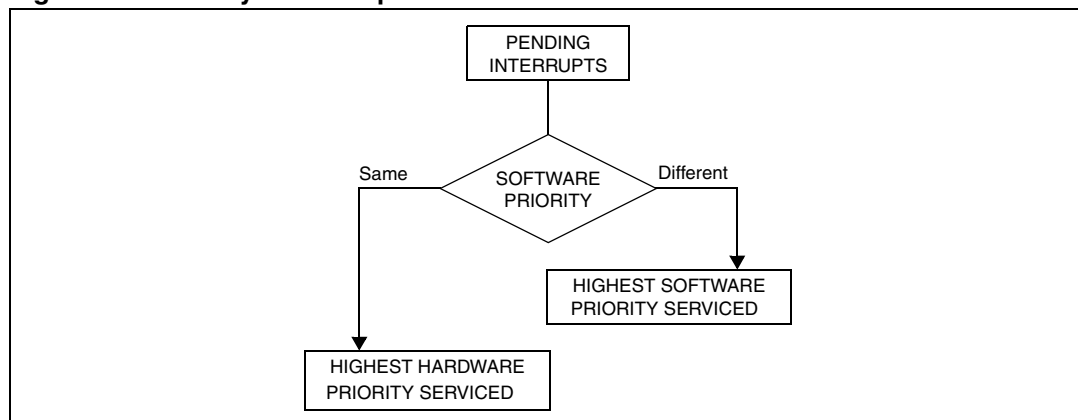 PENDING
INTERRUPTS
Same
SOFTWARE
PRIORITY
Different
HIGHEST SOFTWARE
PRIORITY SERVICED
HIGHEST HARDWARE
PRIORITY SERVICED